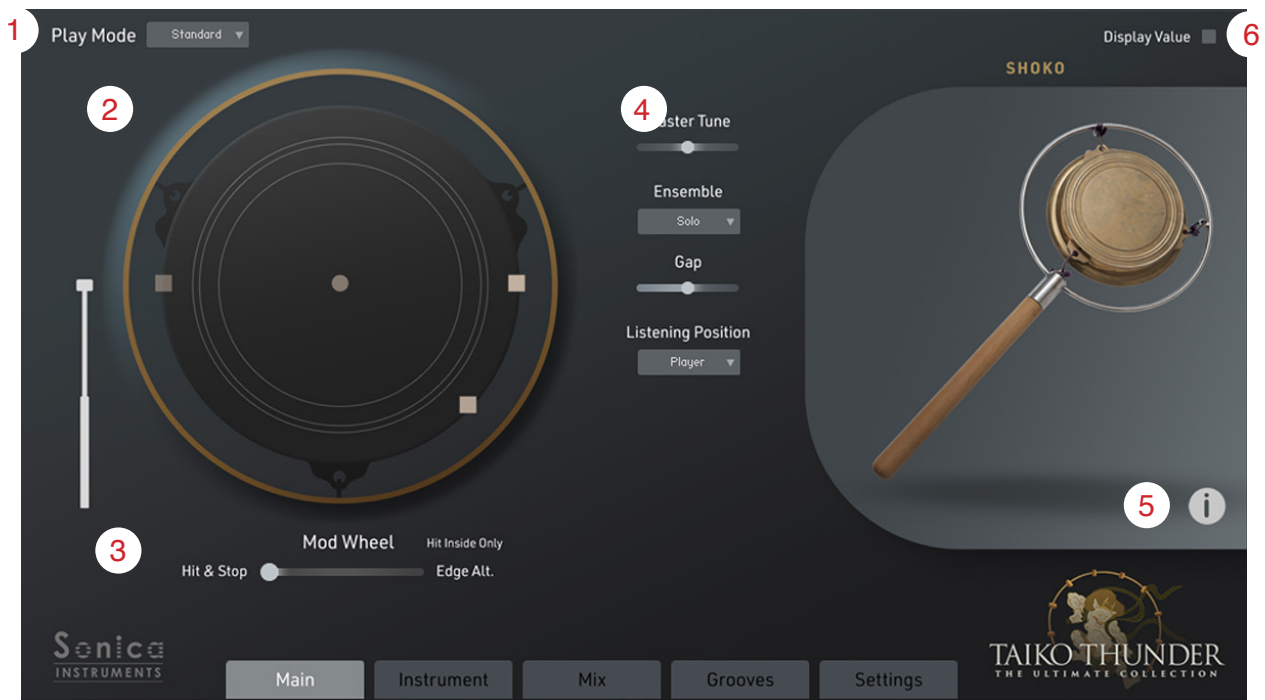 1
Play Mode
Standard
Display Value
6
SHOKO
2
4
aster Tune
Ensemble
Solo
Gap
Listening Position
Player
5
i
3
Mod Wheel
Hit Inside Only
Hit & Stop
Edge Alt.
Sonica
INSTRUMENTS
TAIKO THUNDER
THE ULTIMATE COLLECTION
Main
Instrument
Mix
Grooves
Settings